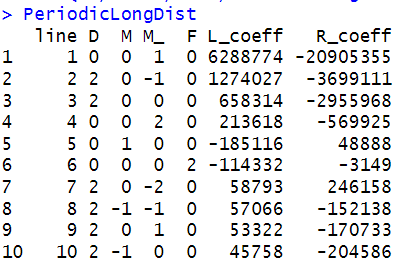 > PeriodicLongDist
line D M M_ F L_coeff R_coeff
1 1 0 0 1 0 6288774 -20905355
2 2 2 0 -1 0 1274027 -3699111
3 3 2 0 0 0 658314 -2955968
4 4 0 0 2 0 213618 -569925
5 5 0 1 0 0 -185116 48888
6 6 0 0 0 2 -114332 -3149
7 7 2 0 -2 0 58793 246158
8 8 2 -1 -1 0 57066 -152138
9 9 2 0 1 0 53322 -170733
10 10 2 -1 0 0 45758 -204586